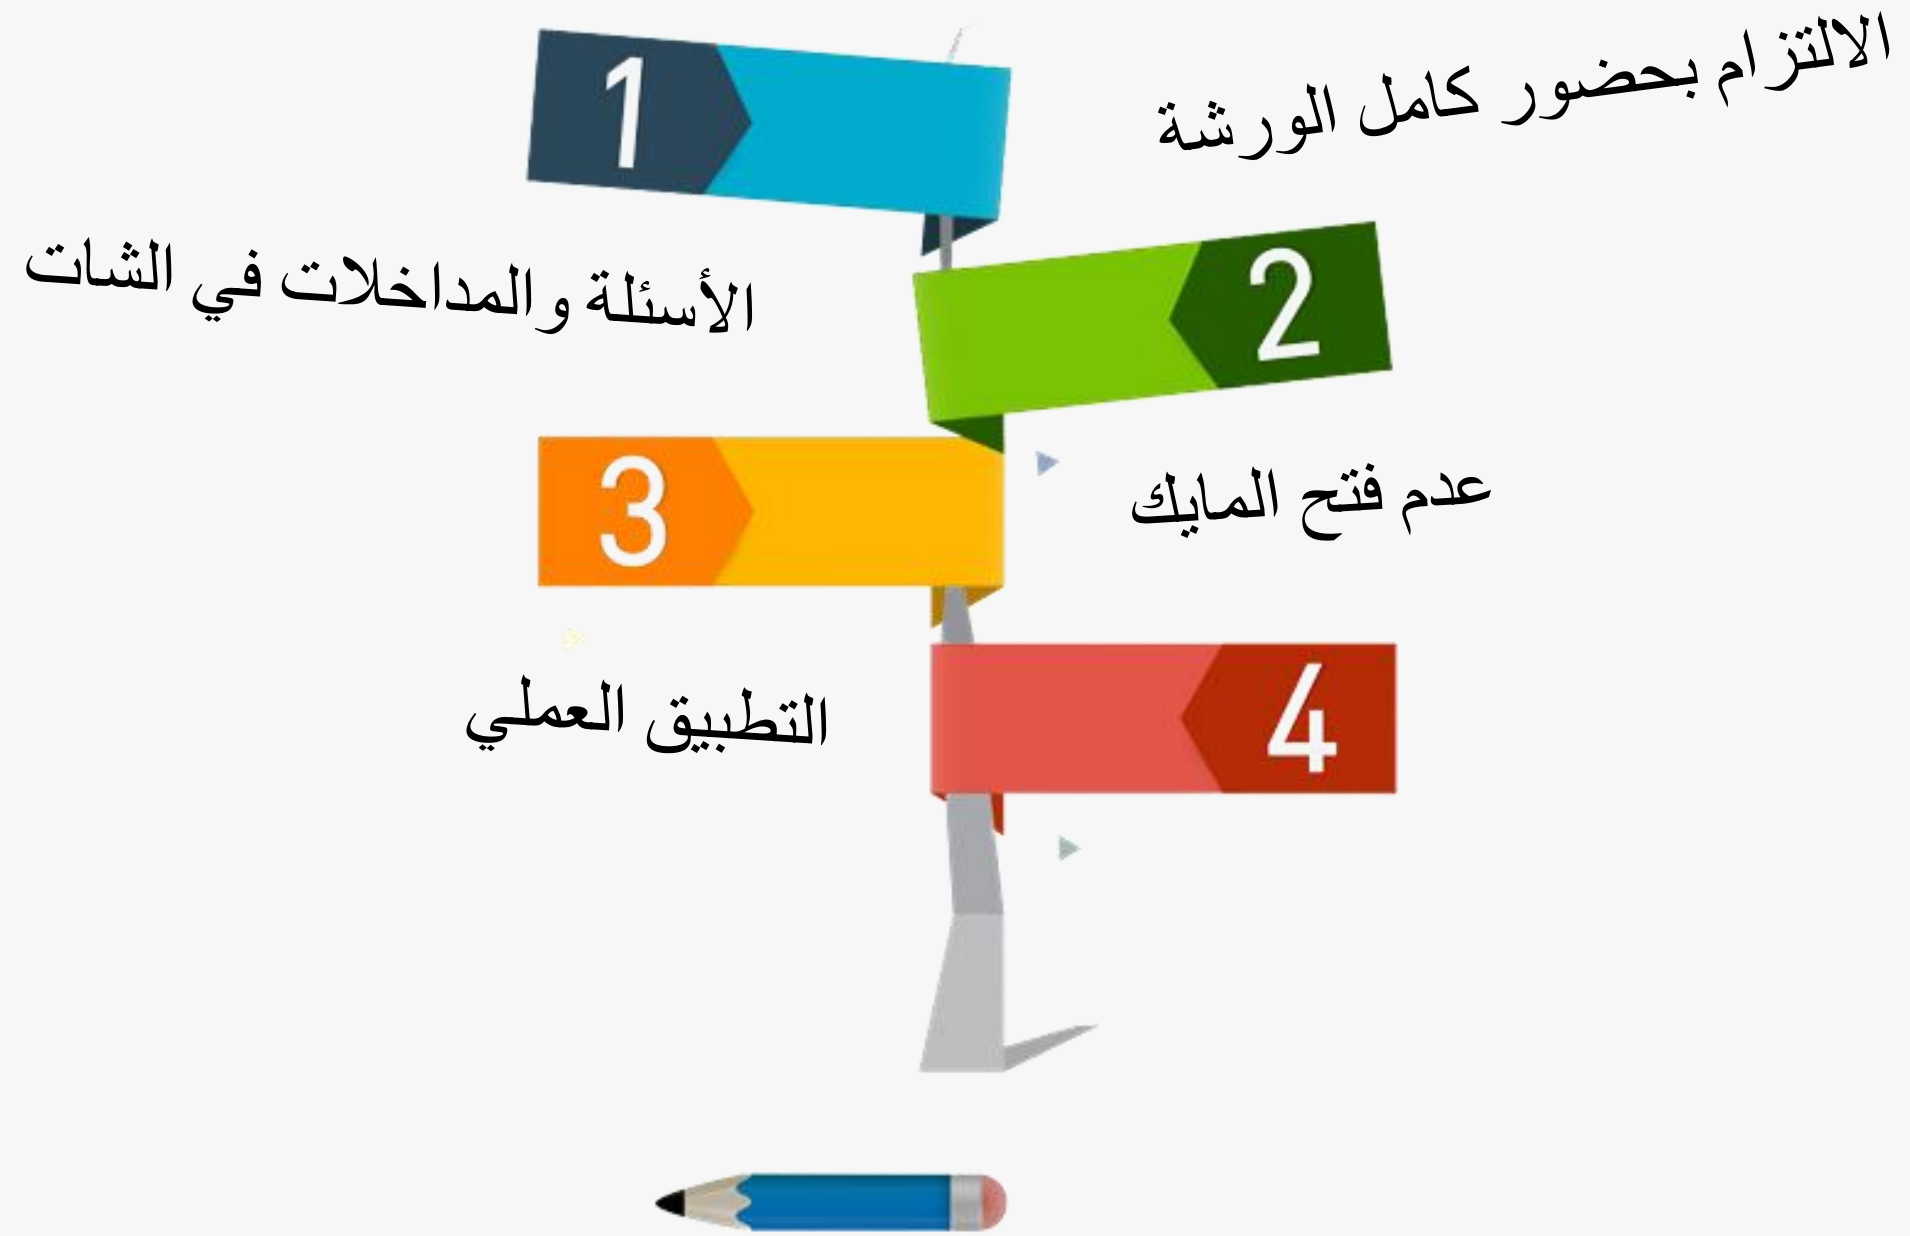 1
الالتزام بحضور كامل الورشة
2
الأسئلة والمداخلات في الشات
3
عدم فتح المايك
4
التطبيق العملي